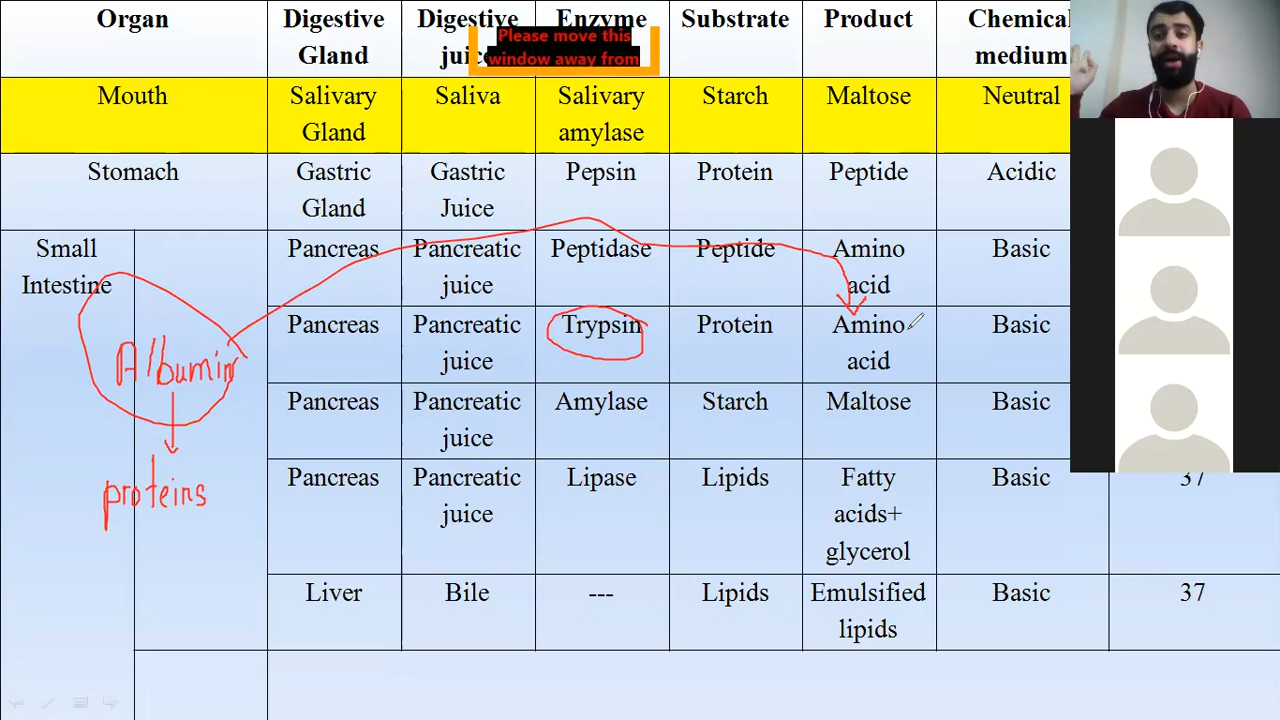 Organ Digestive Gland Digestive juice Enzyme Substrate Product Chemical medium
Please move this
window away from
Mouth Salivary Gland Saliva Salivary amylase Starch Maltose Neutral
Stomach Gastric Gland Gastric Juice Pepsin Protein Peptide Acidic
Small Intestine Pancreas Pancreatic juice Peptidase Peptide Amino acid Basic
Pancreas Pancreatic juice Trypsin Protein Amino acid Basic
Albumin
Pancreas Pancreatic juice Amylase Starch Maltose Basic
proteins
Pancreas Pancreatic juice Lipase Lipids Fatty acids+ glycerol Basic 37
Liver Bile --- Lipids Emulsified lipids Basic 37